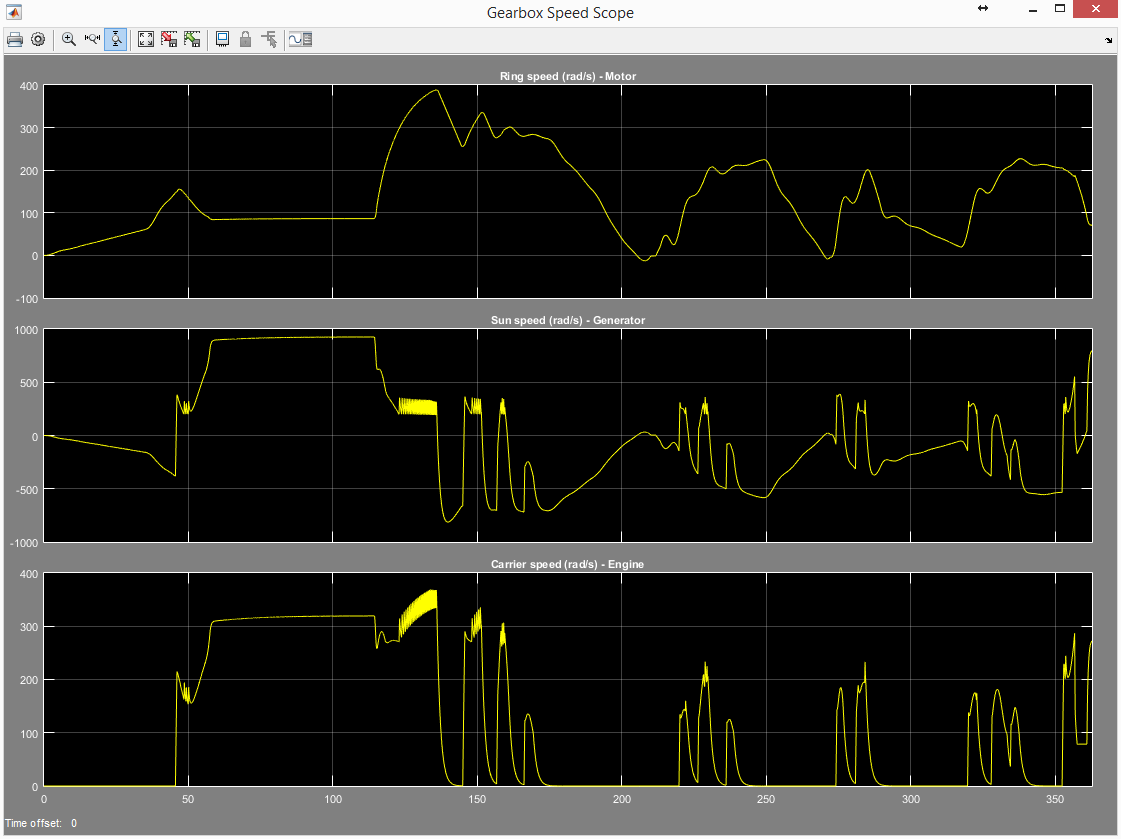 Gearbox Speed Scope
Ring speed (rad/s) - Motor
400
300
200
100
0
-100
Sun speed (rad/s) - Generator
1000
500
0
-500
-1000
Carrier speed (rad/s) - Engine
400
300
200
100
0
0 50 100 150 200 250 300 350
Time offset: 0